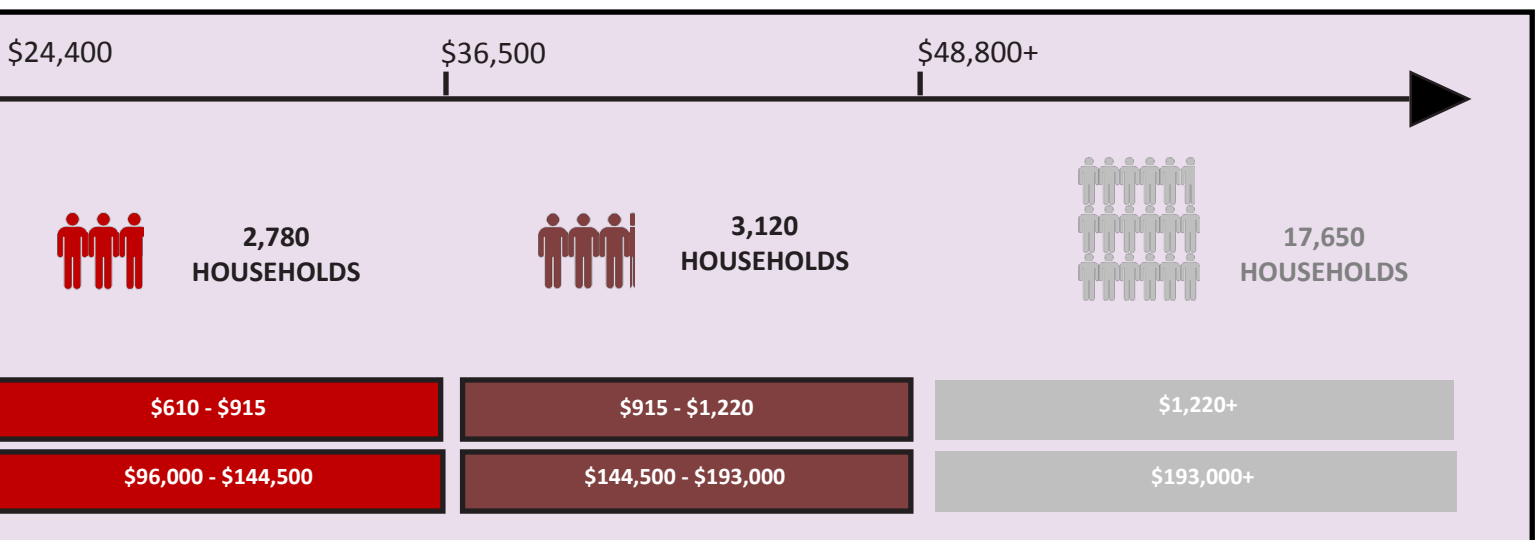 $24,400
$36,500
$48,800+
2,780
HOUSEHOLDS
3,120
HOUSEHOLDS
17,650
HOUSEHOLDS
$610 - $915
$915 - $1,220
$1,220+
$96,000 - $144,500
$144,500 - $193,000
$193,000+